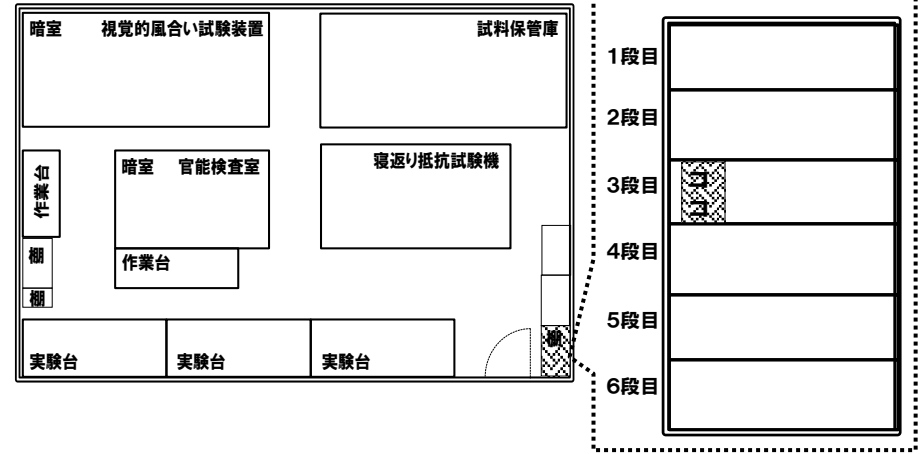 暗室　視覚的風合い試験装置
試料保管庫
作業台
暗室　官能検査室
寝返り抵抗試験機
棚
棚
作業台
棚
実験台
実験台
実験台
1段目
2段目
3段目
4段目
5段目
6段目